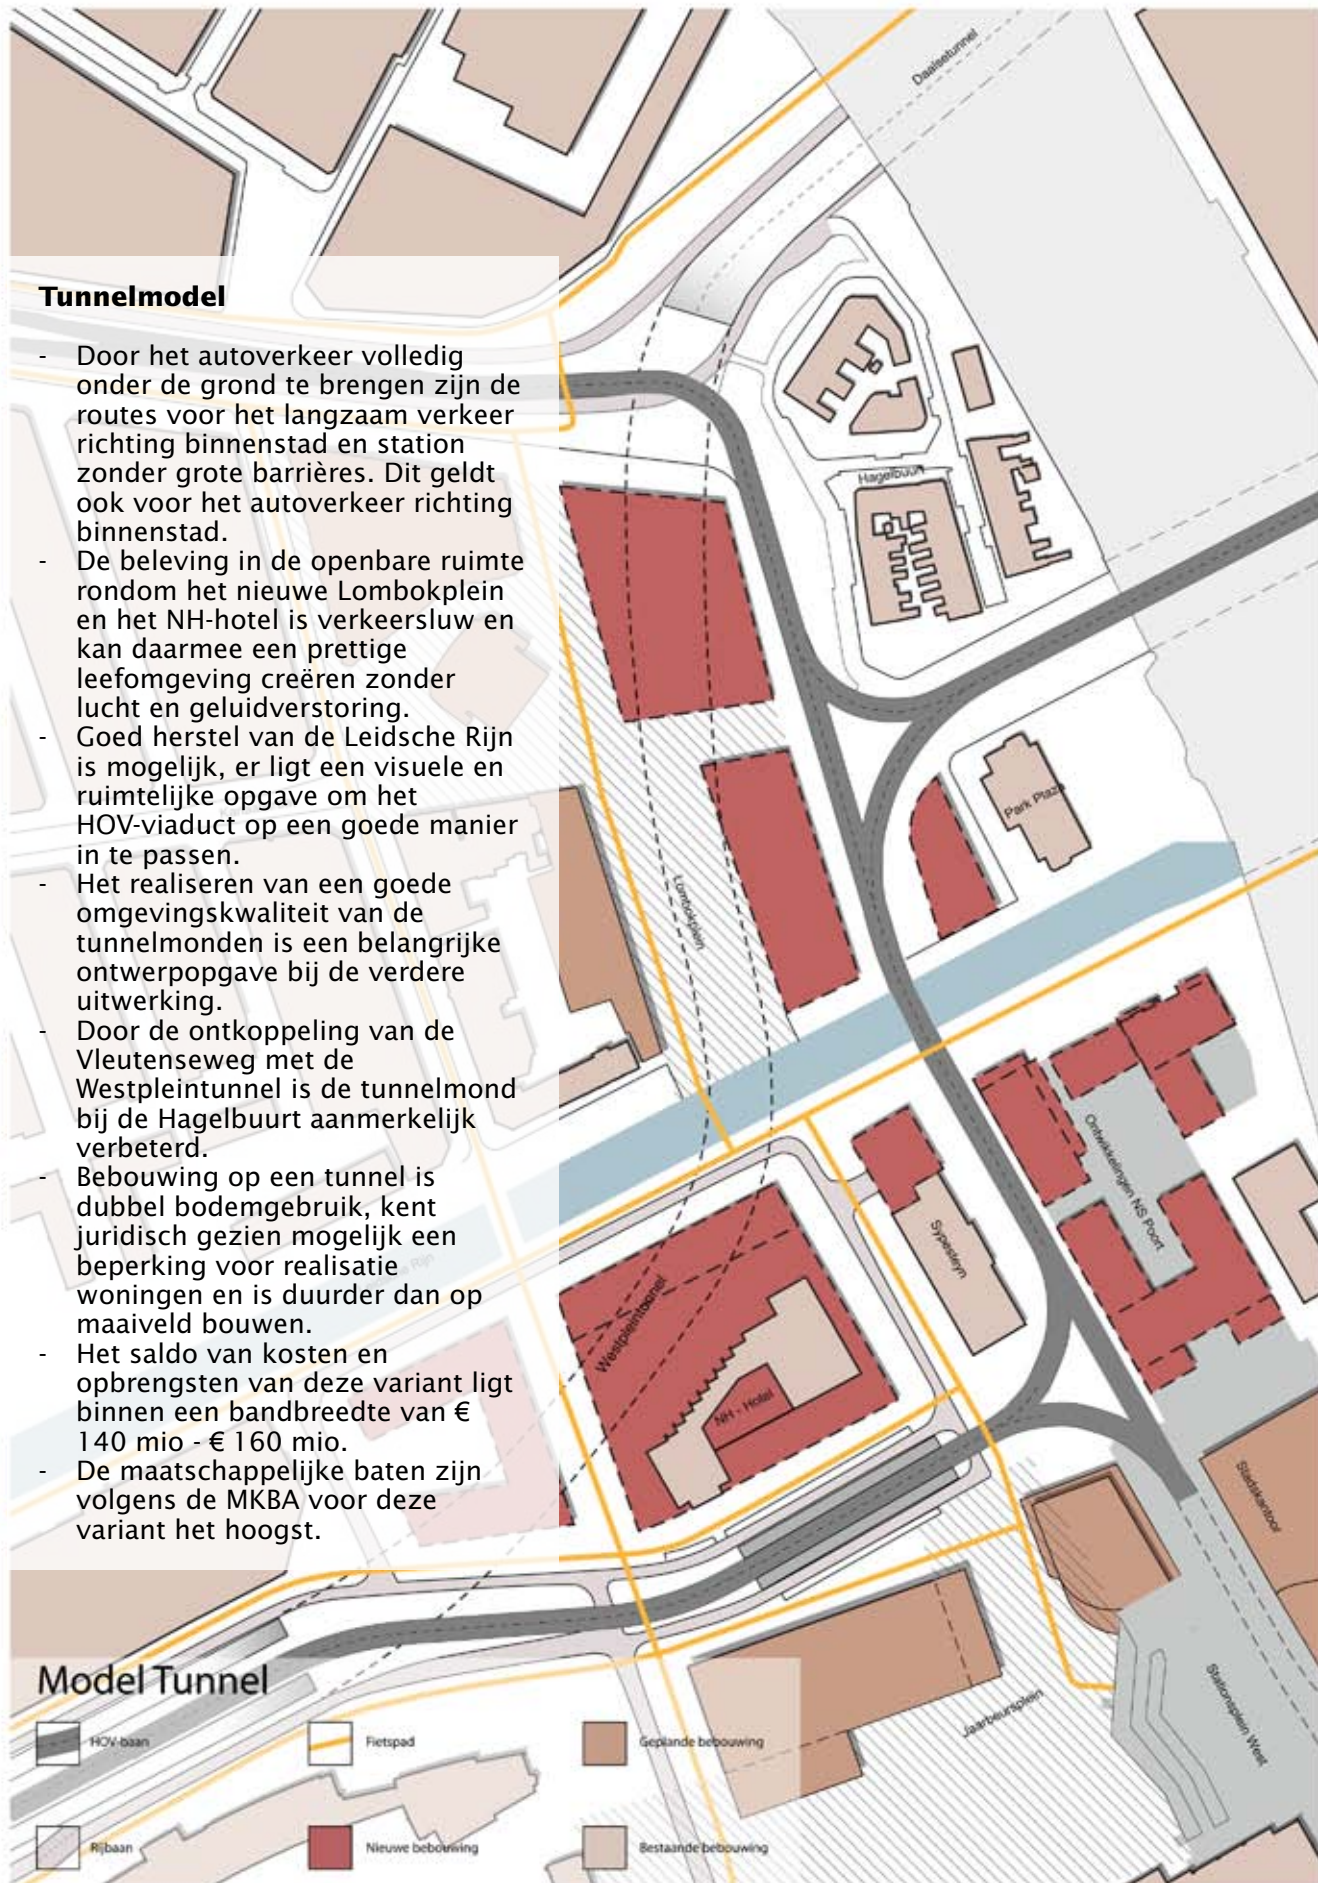 Daalsetunnel
Tunnelmodel
- Door het autoverkeer volledig
onder de grond te brengen zijn de
routes voor het langzaam verkeer
richting binnenstad en station
zonder grote barrières. Dit geldt
ook voor het autoverkeer richting
binnenstad.
- De beleving in de openbare ruimte
rondom het nieuwe Lombokplein
en het NH-hotel is verkeersluw en
kan daarmee een prettige
leefomgeving creëren zonder
lucht en geluidverstoring.
- Goed herstel van de Leidsche Rijn
is mogelijk, er ligt een visuele en
ruimtelijke opgave om het
HOV-viaduct op een goede manier
in te passen.
- Het realiseren van een goede
omgevingskwaliteit van de
tunnelmonden is een belangrijke
ontwerpopgave bij de verdere
uitwerking.
- Door de ontkoppeling van de
Vleutenseweg met de
Westpleintunnel is de tunnelmond
bij de Hagelbuurt aanmerkelijk
verbeterd.
- Bebouwing op een tunnel is
dubbel bodemgebruik, kent
juridisch gezien mogelijk een
beperking voor realisatie
woningen en is duurder dan op
maaiveld bouwen.
- Het saldo van kosten en
opbrengsten van deze variant ligt
binnen een bandbreedte van €
140 mio - € 160 mio.
- De maatschappelijke baten zijn
volgens de MKBA voor deze
variant het hoogst.
Hagelbuurt
Park Plaza
Lombokplein
Ontwikkelingen NS Poort
Sypesteyn
Westpleintunnel
NH - Hotel
Rijn
Stadskantoor
Stationsplein West
Jaarbeursplein
Model Tunnel
HOV-baan
Fietspad
Geplande bebouwing
Rijbaan
Nieuwe bebouwing
Bestaande bebouwing